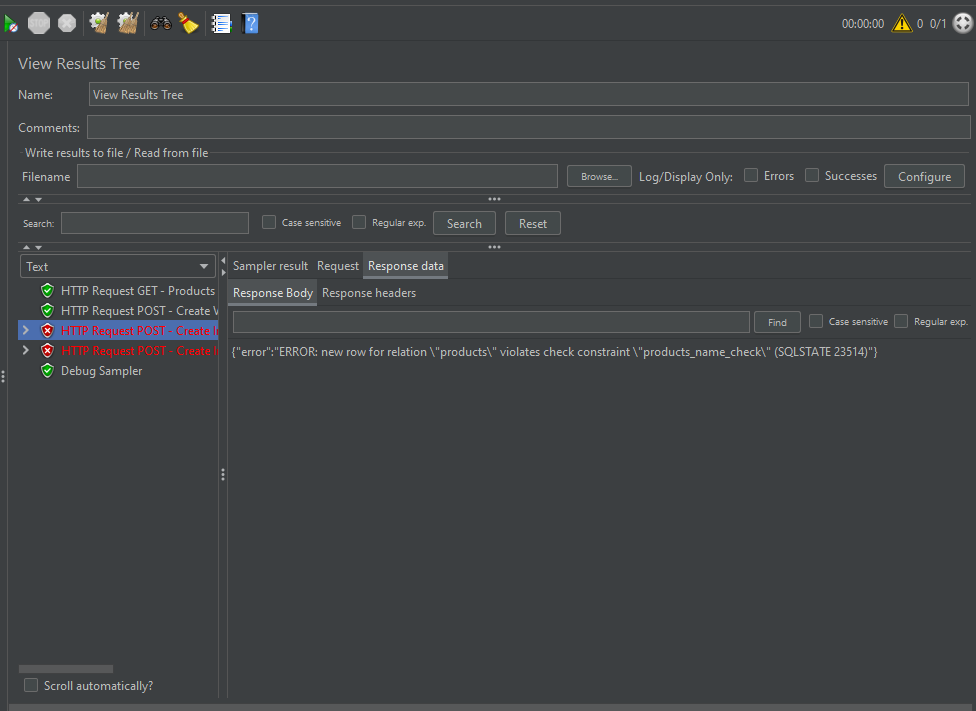 00:00:00 0 0/1
View Results Tree
Name: View Results Tree
Comments:
Write results to file / Read from file
Filename Browse... Log/Display Only: Errors Successes Configure
Search: Case sensitive Regular exp. Search Reset
Text
Sampler result Request Response data
HTTP Request GET - Products
HTTP Request POST - Create V
HTTP Request POST - Create I
HTTP Request POST - Create I
Debug Sampler
Response Body Response headers
Find Case sensitive Regular exp.
{"error":"ERROR: new row for relation \"products\" violates check constraint \"products_name_check\" (SQLSTATE 23514)"}
Scroll automatically?